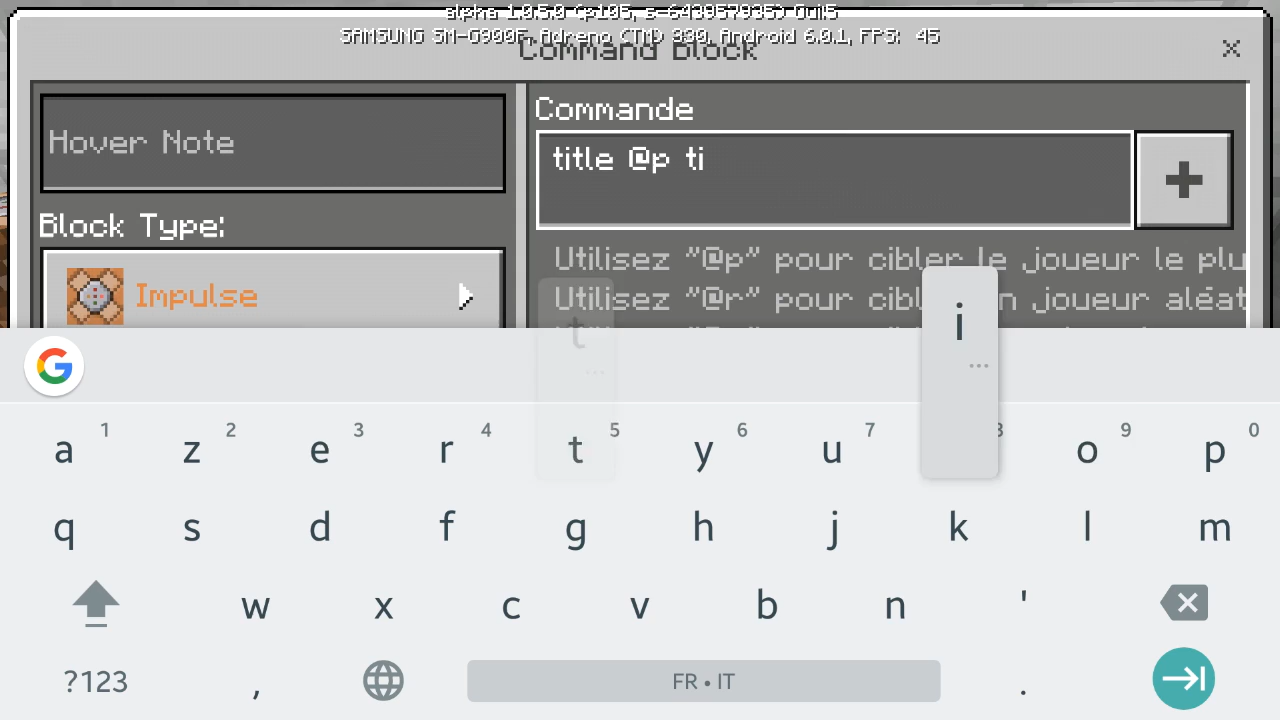 alpha 1.0.5.0 (p105, s-6439579
SAMSUNG SM-G900F, Adreno (TM) 330, Android 6.0.1, FPS: 45
Command Block
Hover Note
Block Type:
Impulse
Commande
title @p ti
Utilisez "@p" pour cibler le joueur le plu
Utilisez "@r" pour cibl n joueur aléat
t
...
i
...
a 1 z 2 e 3 r 4 t 5 y 6 u 7 8 o 9 p 0
q s d f g h j k l m
w x c v b n '
?123 , FR • IT .